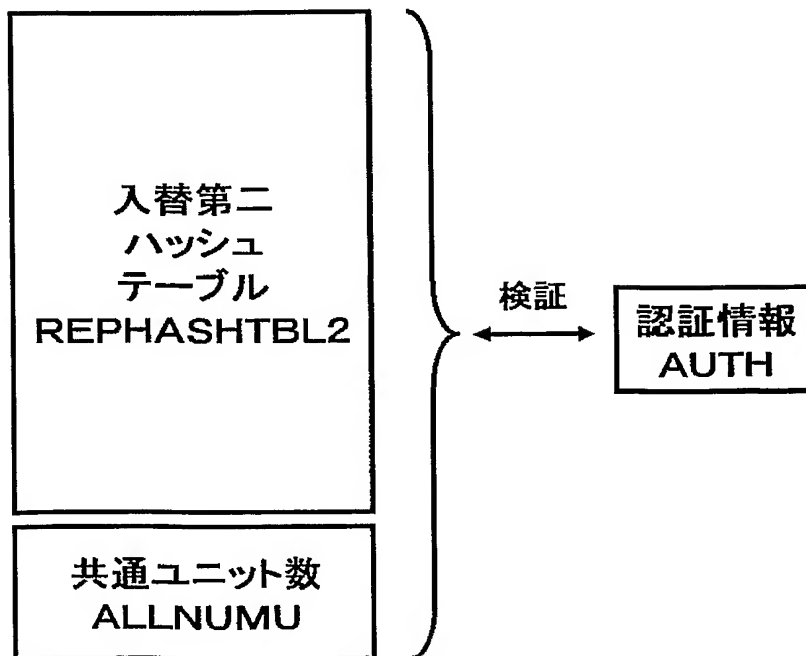 入替第二
ハッシュ
テーブル
REPHASHTBL2
検証
認証情報
AUTH
共通ユニット数
ALLNUMU